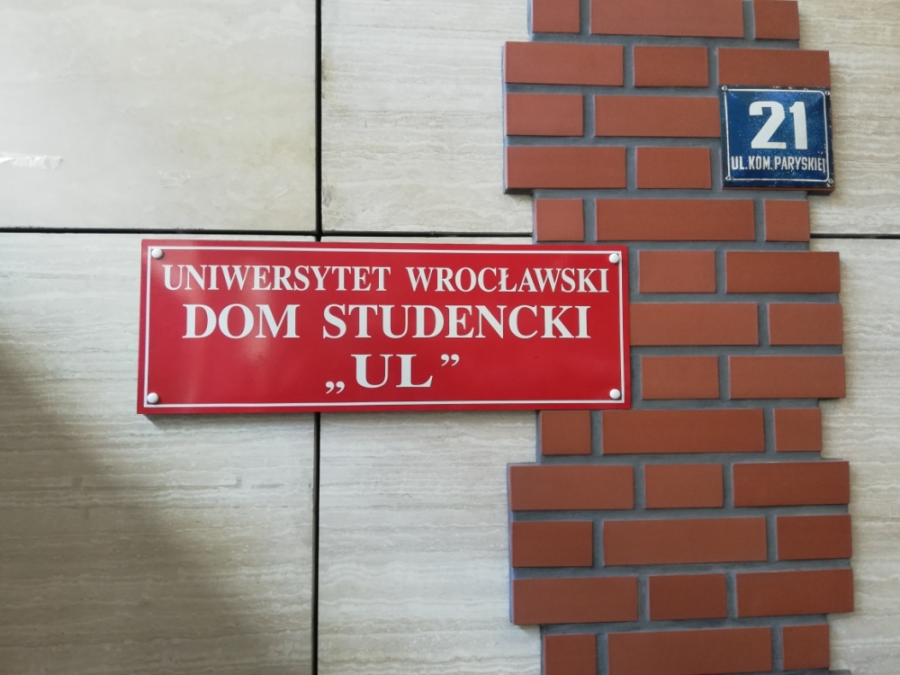 UNIWERSYTET WROCŁAWSKI
DOM STUDENCKI
„UL”
21
UL.KOM.PARYSKIEJ